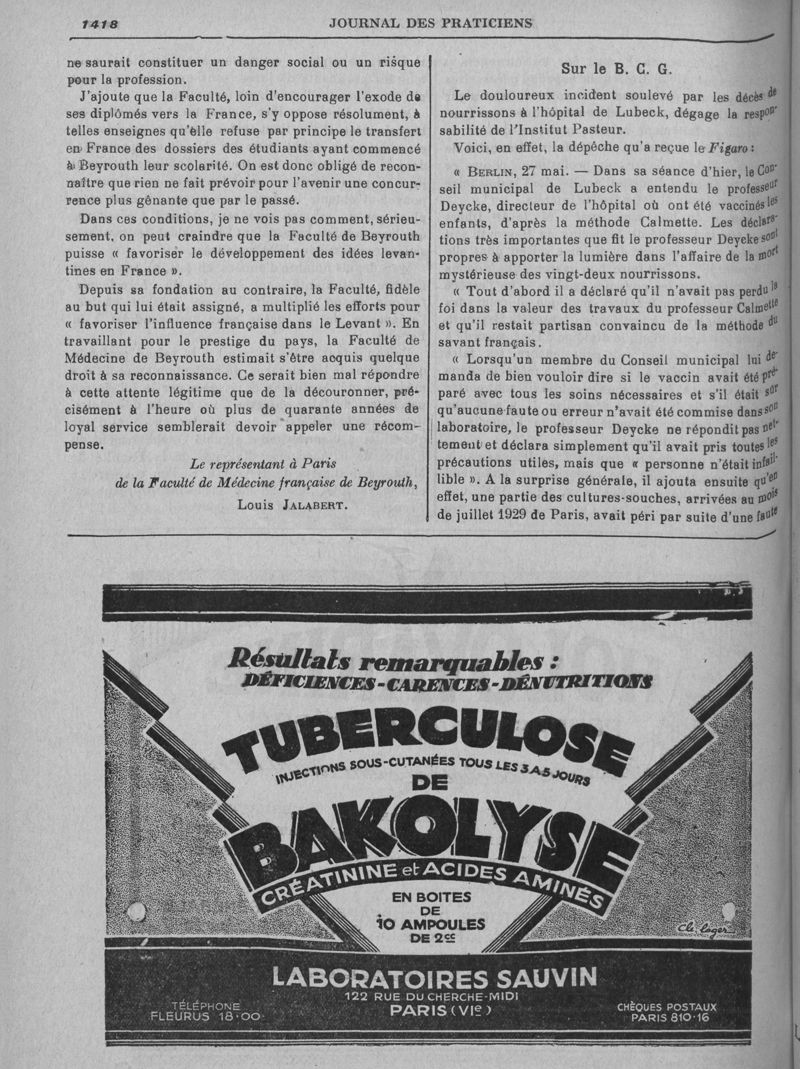 1418
JOURNAL DES PRATICIENS
ne saurait constituer un danger social ou un risque
pour la profession.
J'ajoute que la Faculté, loin d'encourager l'exode de
ses diplômés vers la France, s'y oppose résolument, à
telles enseignes qu'elle refuse par principe le transfert
en France des dossiers des étudiants ayant commencé
à Beyrouth leur scolarité. On est donc obligé de recon-
naître que rien ne fait prévoir pour l'avenir une concur-
rence plus gênante que par le passé.
Dans ces conditions, je ne vois pas comment, sérieu-
sement, on peut craindre que la Faculté de Beyrouth
puisse « favoriser le développement des idées levan-
tines en France ».
Depuis sa fondation au contraire, la Faculté, fidèle
au but qui lui était assigné, a multiplié les efforts pour
« favoriser l'influence française dans le Levant ». En
travaillant pour le prestige du pays, la Faculté de
Médecine de Beyrouth estimait s'être acquis quelque
droit à sa reconnaissance. Ce serait bien mal répondre
à cette attente légitime que de la découronner, pré-
cisément à l'heure où plus de quarante années de
loyal service semblerait devoir appeler une récom-
pense.
Le représentant à Paris
de la Faculté de Médecine française de Beyrouth,
Louis JALABERT.
Sur le B. C. G.
Le douloureux incident soulevé par les décès de
nourrissons à l'hôpital de Lubeck, dégage la respon-
sabilité de l'Institut Pasteur.
Voici, en effet, la dépêche qu'a reçue le Figaro :
« BERLIN, 27 mai. — Dans sa séance d'hier, le Con-
seil municipal de Lubeck a entendu le professeur
Deycke, directeur de l'hôpital où ont été vaccinés les
enfants, d'après la méthode Calmette. Les déclara-
tions très importantes que fit le professeur Deycke sont
propres à apporter la lumière dans l'affaire de la mort
mystérieuse des vingt-deux nourrissons.
« Tout d'abord il a déclaré qu'il n'avait pas perdu la
foi dans la valeur des travaux du professeur Calmette
et qu'il restait partisan convaincu de la méthode du
savant français.
« Lorsqu'un membre du Conseil municipal lui de-
manda de bien vouloir dire si le vaccin avait été pré-
paré avec tous les soins nécessaires et s'il était sûr
qu'aucune faute ou erreur n'avait été commise dans son
laboratoire, le professeur Deycke ne répondit pas net-
tement et déclara simplement qu'il avait pris toutes les
précautions utiles, mais que « personne n'était infail-
lible ». A la surprise générale, il ajouta ensuite qu'en
effet, une partie des cultures-souches, arrivées au mois
de juillet 1929 de Paris, avait péri par suite d'une faute
Résultats remarquables :
DÉFICIENCES-CARENCES-DÉNUTRITIONS
TUBERCULOSE
INJECTIONS SOUS-CUTANÉES TOUS LES 3 A 5 JOURS
DE
BAKOLYSE
CRÉATININE et ACIDES AMINÉS
EN BOITES
DE
10 AMPOULES
DE 2cc
Ch. Loger
LABORATOIRES SAUVIN
122 RUE DU CHERCHE-MIDI
PARIS (VIe)
TÉLÉPHONE
FLEURUS 18-00
CHÈQUES POSTAUX
PARIS 810-16